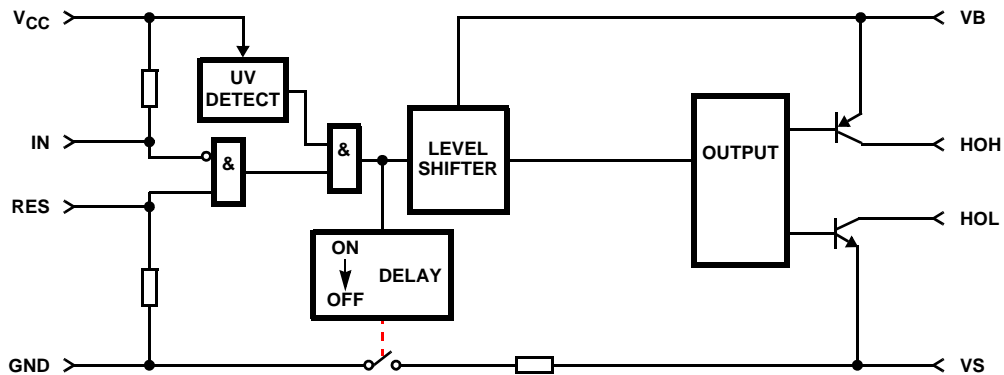 VCC
VB
UV
DETECT
IN
&
&
LEVEL
SHIFTER
OUTPUT
HOH
RES
HOL
ON
DELAY
OFF
GND
VS